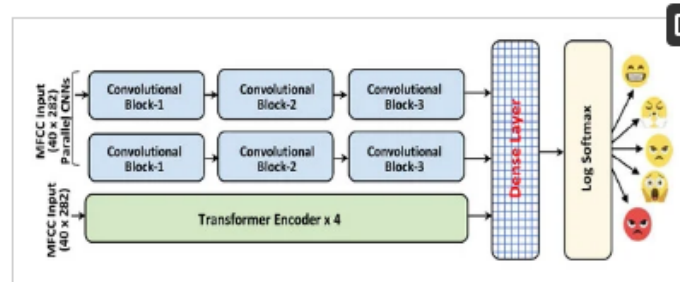 MFCC Input
(40 x 282)
Parallel CNNs
Convolutional
Block-1
Convolutional
Block-2
Convolutional
Block-3
Convolutional
Block-1
Convolutional
Block-2
Convolutional
Block-3
MFCC Input
(40 x 282)
Transformer Encoder x 4
Dense Layer
Log Softmax